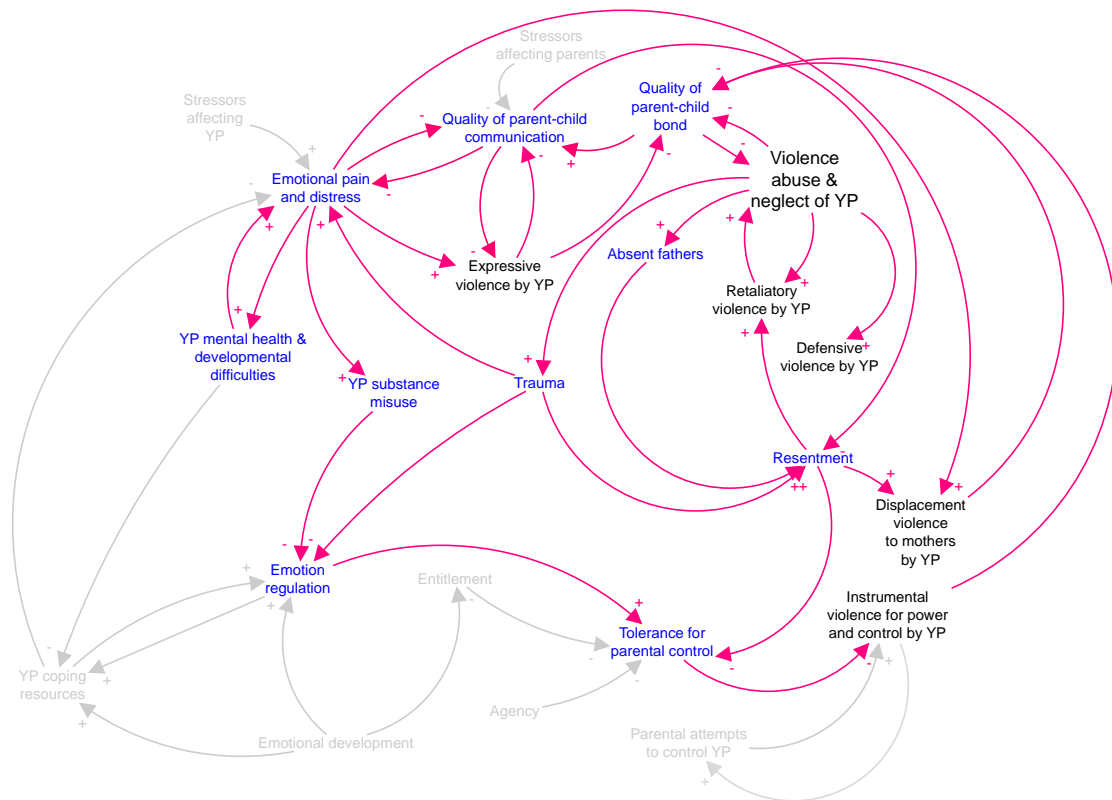 Stressors
affecting parents
Stressors
affecting
YP
Quality of parent-child
communication
Quality of
parent-child
bond
Violence
abuse &
neglect of YP
Emotional pain
and distress
Absent fathers
Expressive
violence by YP
Retaliatory
violence by YP
Defensive
violence by YP
YP mental health &
developmental
difficulties
YP substance
misuse
Trauma
Resentment
Displacement
violence
to mothers
by YP
Emotion
regulation
Entitlement
Instrumental
violence for power
and control by YP
Tolerance for
parental control
YP coping
resources
Agency
Emotional development
Parental attempts
to control YP